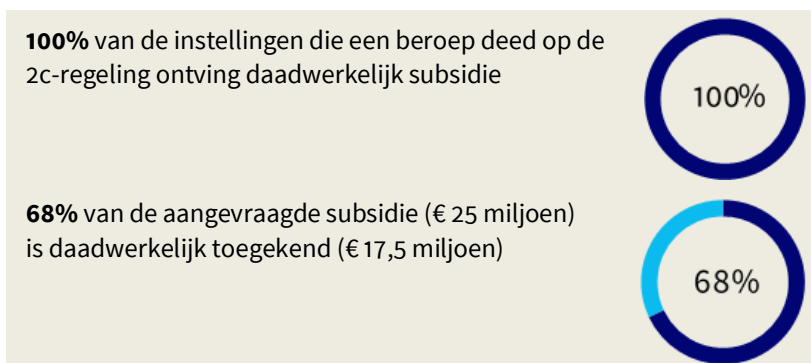 100% van de instellingen die een beroep deed op de
2c-regeling ontving daadwerkelijk subsidie
100%
68% van de aangevraagde subsidie (€ 25 miljoen)
is daadwerkelijk toegekend (€ 17,5 miljoen)
68%